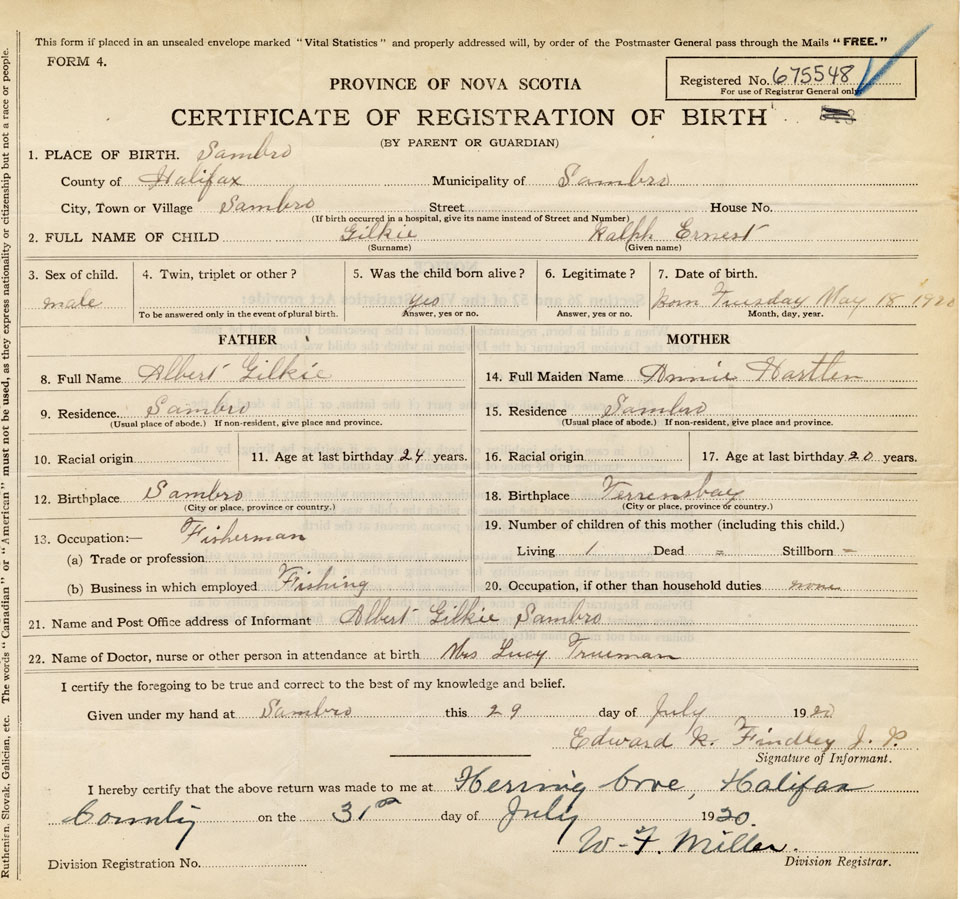 This form if placed in an unsealed envelope marked "Vital Statistics" and properly addressed will, by order of the Postmaster General pass through the Mails "FREE."
FORM 4.
Registered No. 675548
For use of Registrar General only
PROVINCE OF NOVA SCOTIA
CERTIFICATE OF REGISTRATION OF BIRTH
(BY PARENT OR GUARDIAN)
1. PLACE OF BIRTH. Sambro
County of Halifax Municipality of Sambro
City, Town or Village Sambro Street House No.
(If birth occurred in a hospital, give its name instead of Street and Number)
2. FULL NAME OF CHILD Gilkie Ralph Ernest
(Surname) (Given name)
3. Sex of child. 4. Twin, triplet or other? 5. Was the child born alive? 6. Legitimate? 7. Date of birth.
male yes born Tuesday May 18 1920
To be answered only in the event of plural birth. Answer, yes or no. Answer, yes or no. Month, day, year.
FATHER MOTHER
8. Full Name Albert Gilkie 14. Full Maiden Name Annie Hartlen
9. Residence. Sambro 15. Residence Sambro
(Usual place of abode.) If non-resident, give place and province. (Usual place of abode.) If non-resident, give place and province.
10. Racial origin 11. Age at last birthday 24 years. 16. Racial origin 17. Age at last birthday 20 years.
12. Birthplace Sambro 18. Birthplace Terrensbay
(City or place, province or country.) (City or place, province or country.)
13. Occupation:— Fisherman 19. Number of children of this mother (including this child.)
(a) Trade or profession Living 1 Dead = Stillborn =
(b) Business in which employed Fishing 20. Occupation, if other than household duties none
21. Name and Post Office address of Informant Albert Gilkie Sambro
22. Name of Doctor, nurse or other person in attendance at birth Mrs Lucy Trueman
I certify the foregoing to be true and correct to the best of my knowledge and belief.
Given under my hand at Sambro this 29 day of July 1920
Edward K. Findley J. P.
Signature of Informant.
I hereby certify that the above return was made to me at Herring Cove, Halifax
County on the 31st day of July 1920.
W. F. Miller.
Division Registration No. Division Registrar.
Ruthenien, Slovak, Galician, etc. The words "Canadian" or "American" must not be used, as they express nationality or citizenship but not a race or people.